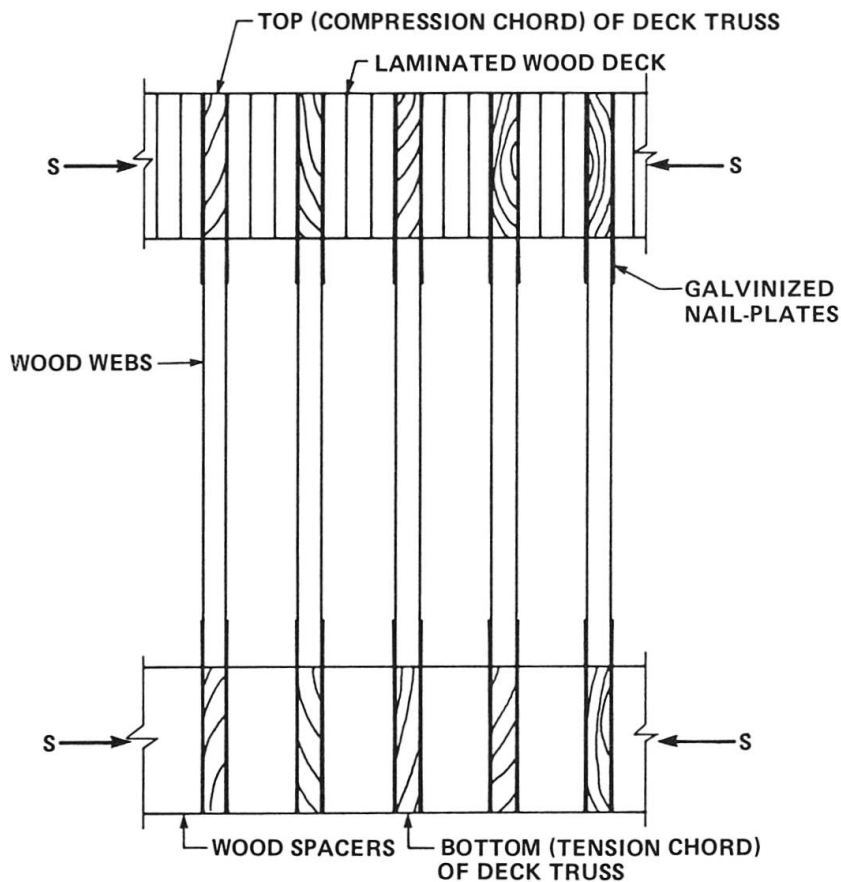 TOP (COMPRESSION CHORD) OF DECK TRUSS
LAMINATED WOOD DECK
S
S
GALVINIZED
NAIL-PLATES
WOOD WEBS
S
S
WOOD SPACERS
BOTTOM (TENSION CHORD)
OF DECK TRUSS